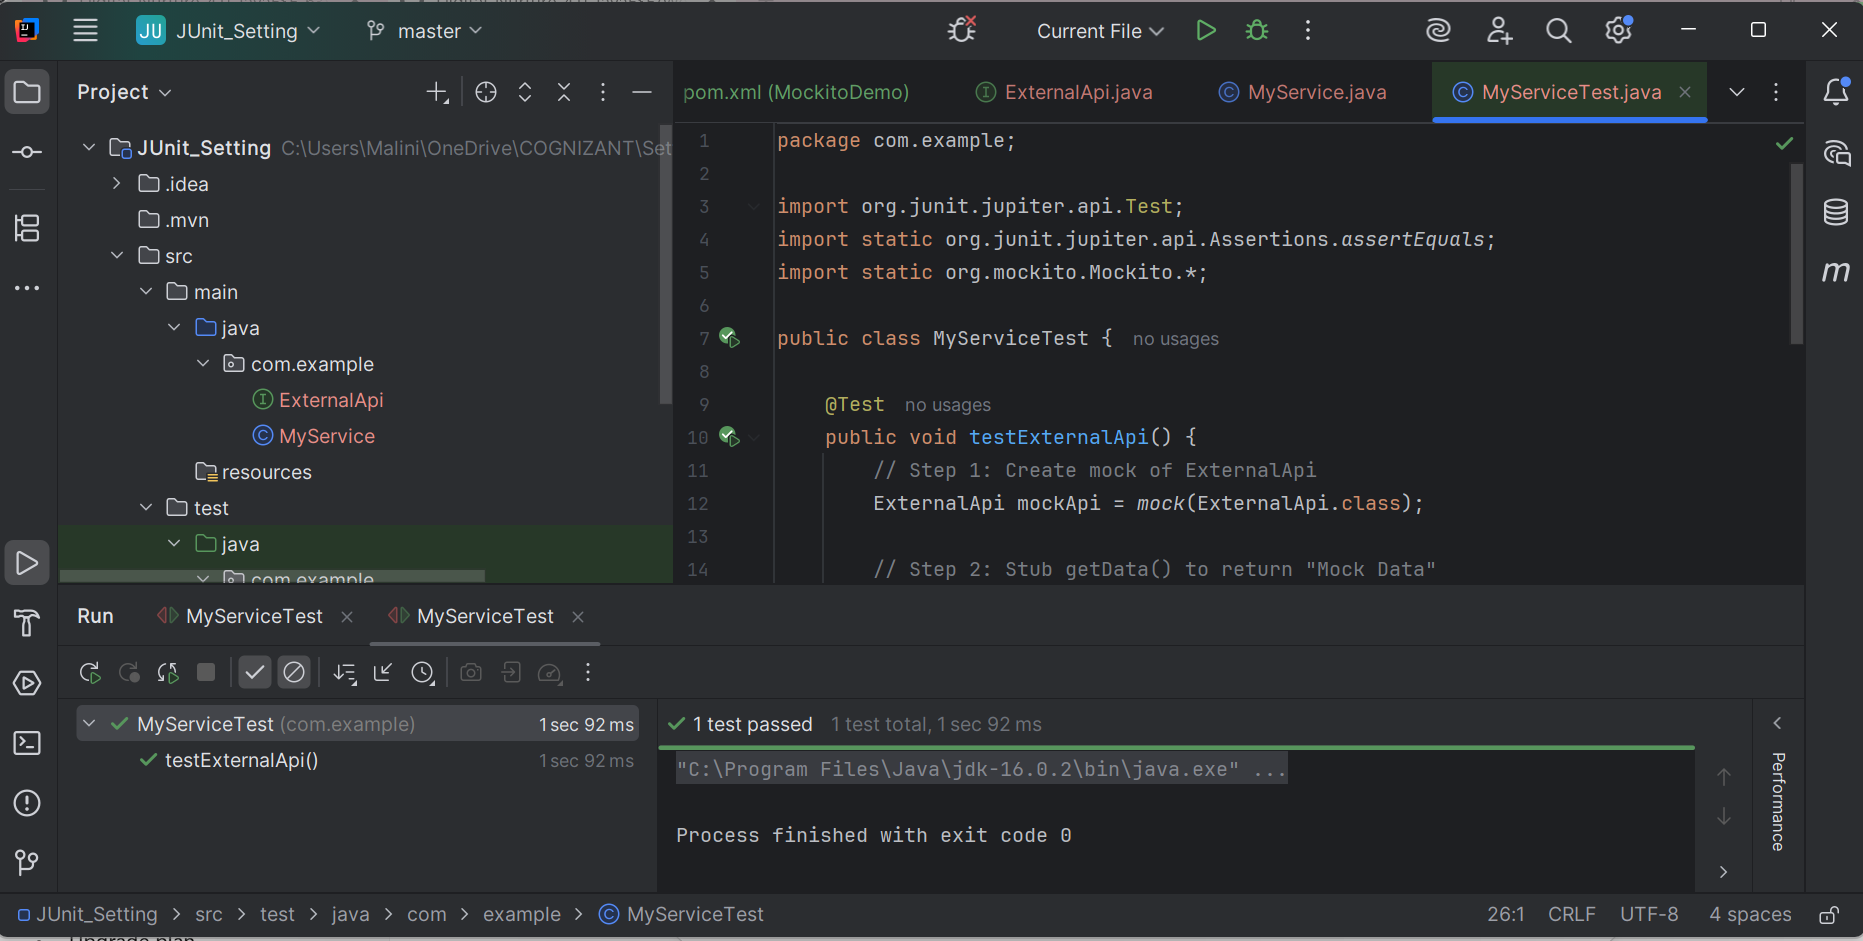 JU JUnit_Setting master Current File
Project
pom.xml (MockitoDemo) ExternalApi.java MyService.java MyServiceTest.java
JUnit_Setting C:\Users\Malini\OneDrive\COGNIZANT\Set
.idea
.mvn
src
main
java
com.example
ExternalApi
MyService
resources
test
java
com.example
1 package com.example;
2
3 import org.junit.jupiter.api.Test;
4 import static org.junit.jupiter.api.Assertions.assertEquals;
5 import static org.mockito.Mockito.*;
6
7 public class MyServiceTest { no usages
8
9 @Test no usages
10 public void testExternalApi() {
11 // Step 1: Create mock of ExternalApi
12 ExternalApi mockApi = mock(ExternalApi.class);
13
14 // Step 2: Stub getData() to return "Mock Data"
m
Run MyServiceTest MyServiceTest
MyServiceTest (com.example) 1 sec 92 ms
testExternalApi() 1 sec 92 ms
1 test passed 1 test total, 1 sec 92 ms
"C:\Program Files\Java\jdk-16.0.2\bin\java.exe" ...
Process finished with exit code 0
Performance
JUnit_Setting > src > test > java > com > example > MyServiceTest 26:1 CRLF UTF-8 4 spaces
Upgrade plan